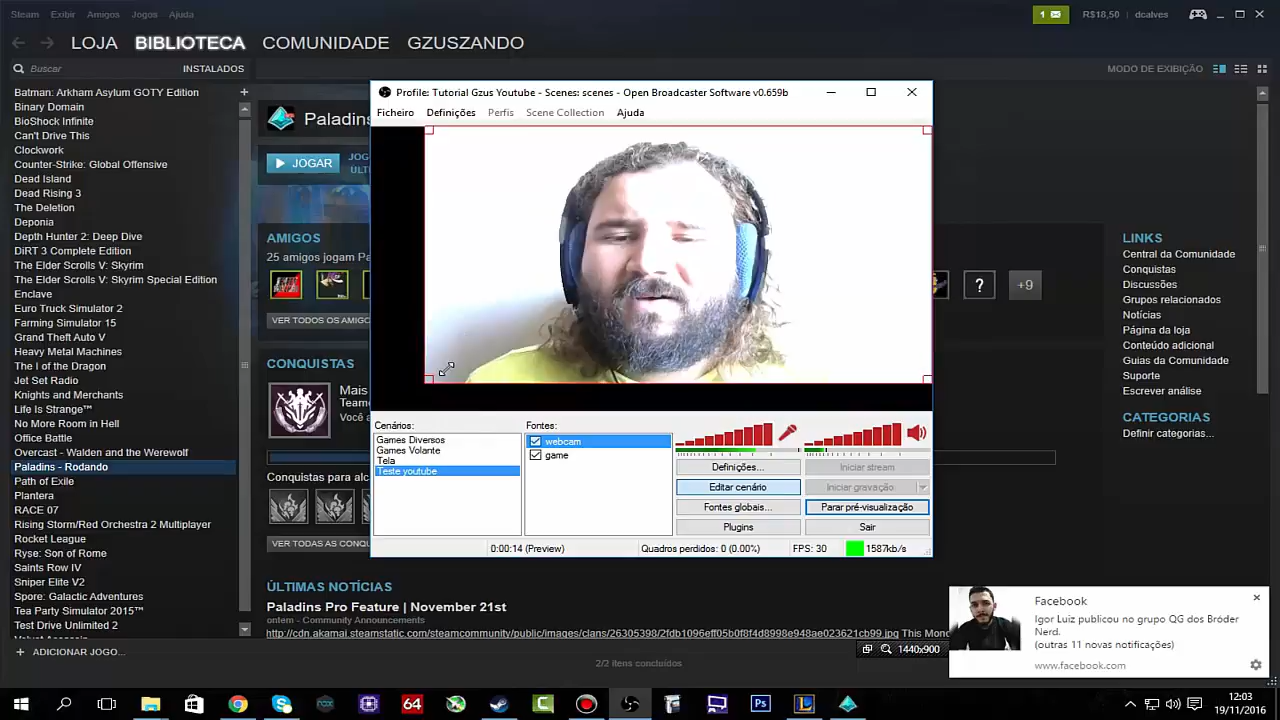 Steam Exibir Amigos Jogos Ajuda
1
R$18,50 dcalves
LOJA BIBLIOTECA COMUNIDADE GZUSZANDO
Buscar INSTALADOS
MODO DE EXIBIÇÃO
Batman: Arkham Asylum GOTY Edition
Binary Domain
BioShock Infinite
Can't Drive This
Clockwork
Counter-Strike: Global Offensive
Dead Island
Dead Rising 3
The Deletion
Deponia
Depth Hunter 2: Deep Dive
DiRT 3 Complete Edition
The Elder Scrolls V: Skyrim
The Elder Scrolls V: Skyrim Special Edition
Enclave
Euro Truck Simulator 2
Farming Simulator 15
Grand Theft Auto V
Heavy Metal Machines
The I of the Dragon
Jet Set Radio
Knights and Merchants
Life Is Strange™
No More Room in Hell
Office Battle
Overcast - Walden and the Werewolf
- Rodando
Plantera
RACE 07
Rising Storm/Red Orchestra 2 Multiplayer
Rocket League
Ryse: Son of Rome
Saints Row IV
Sniper Elite V2
Spore: Galactic Adventures
Tea Party Simulator 2015™
Test Drive Unlimited 2
ADICIONAR JOGO...
Paladins
JOGAR
AMIGOS
25 amigos jogam Pa
VER TODOS OS AMIGO
CONQUISTAS
Mais
Team
Você a
Conquistas para alc
VER TODAS AS CONQU
ÚLTIMAS NOTÍCIAS
Paladins Pro Feature | November 21st
ontem - Community Announcements
http://cdn.akamai.steamstatic.com/steamcommunity/public/images/clans/26305398/2fdb1096eff05b0f8f4d8998e948ae023621cb99.jpg This Mond
2/2 itens concluídos
Profile: Tutorial Gzus Youtube - Scenes: scenes - Open Broadcaster Software v0.659b
Ficheiro Definições Perfis Scene Collection Ajuda
Cenários:
Games Diversos
Games Volante
Tela
Teste youtube
Fontes:
webcam
game
Definições... Iniciar stream
Editar cenário Iniciar gravação
Fontes globais... Parar pré-visualização
Plugins Sair
0:00:14 (Preview) Quadros perdidos: 0 (0.00%) FPS: 30 1587kb/s
?
+9
LINKS
Central da Comunidade
Conquistas
Discussões
Grupos relacionados
Notícias
Página da loja
Conteúdo adicional
Guias da Comunidade
Suporte
Escrever análise
CATEGORIAS
Definir categorias...
1440x900
Facebook
Igor Luiz publicou no grupo QG dos Bróder
Nerd.
(outras 11 novas notificações)
www.facebook.com
64
Ps
12:03
19/11/2016